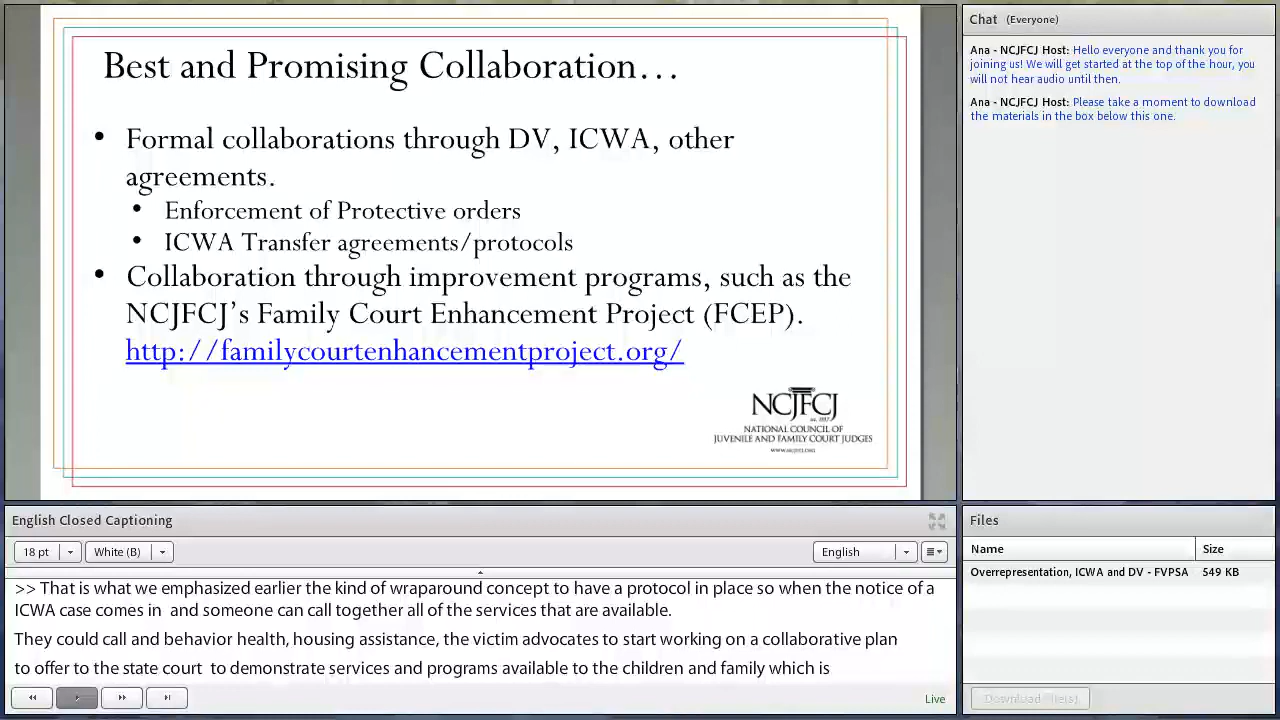 Best and Promising Collaboration…
• Formal collaborations through DV, ICWA, other
agreements.
• Enforcement of Protective orders
• ICWA Transfer agreements/protocols
• Collaboration through improvement programs, such as the
NCJFCJ’s Family Court Enhancement Project (FCEP).
http://familycourtenhancementproject.org/
NCJFCJ
est. 1937
NATIONAL COUNCIL OF
JUVENILE AND FAMILY COURT JUDGES
WWW.NCJFCJ.ORG
Chat (Everyone)
Ana - NCJFCJ Host: Hello everyone and thank you for
joining us! We will get started at the top of the hour, you
will not hear audio until then.
Ana - NCJFCJ Host: Please take a moment to download
the materials in the box below this one.
English Closed Captioning
18 pt White (B) English
>> That is what we emphasized earlier the kind of wraparound concept to have a protocol in place so when the notice of a
ICWA case comes in and someone can call together all of the services that are available.
They could call and behavior health, housing assistance, the victim advocates to start working on a collaborative plan
to offer to the state court to demonstrate services and programs available to the children and family which is
Live
Files
Name Size
Overrepresentation, ICWA and DV - FVPSA 549 KB
Download File(s)